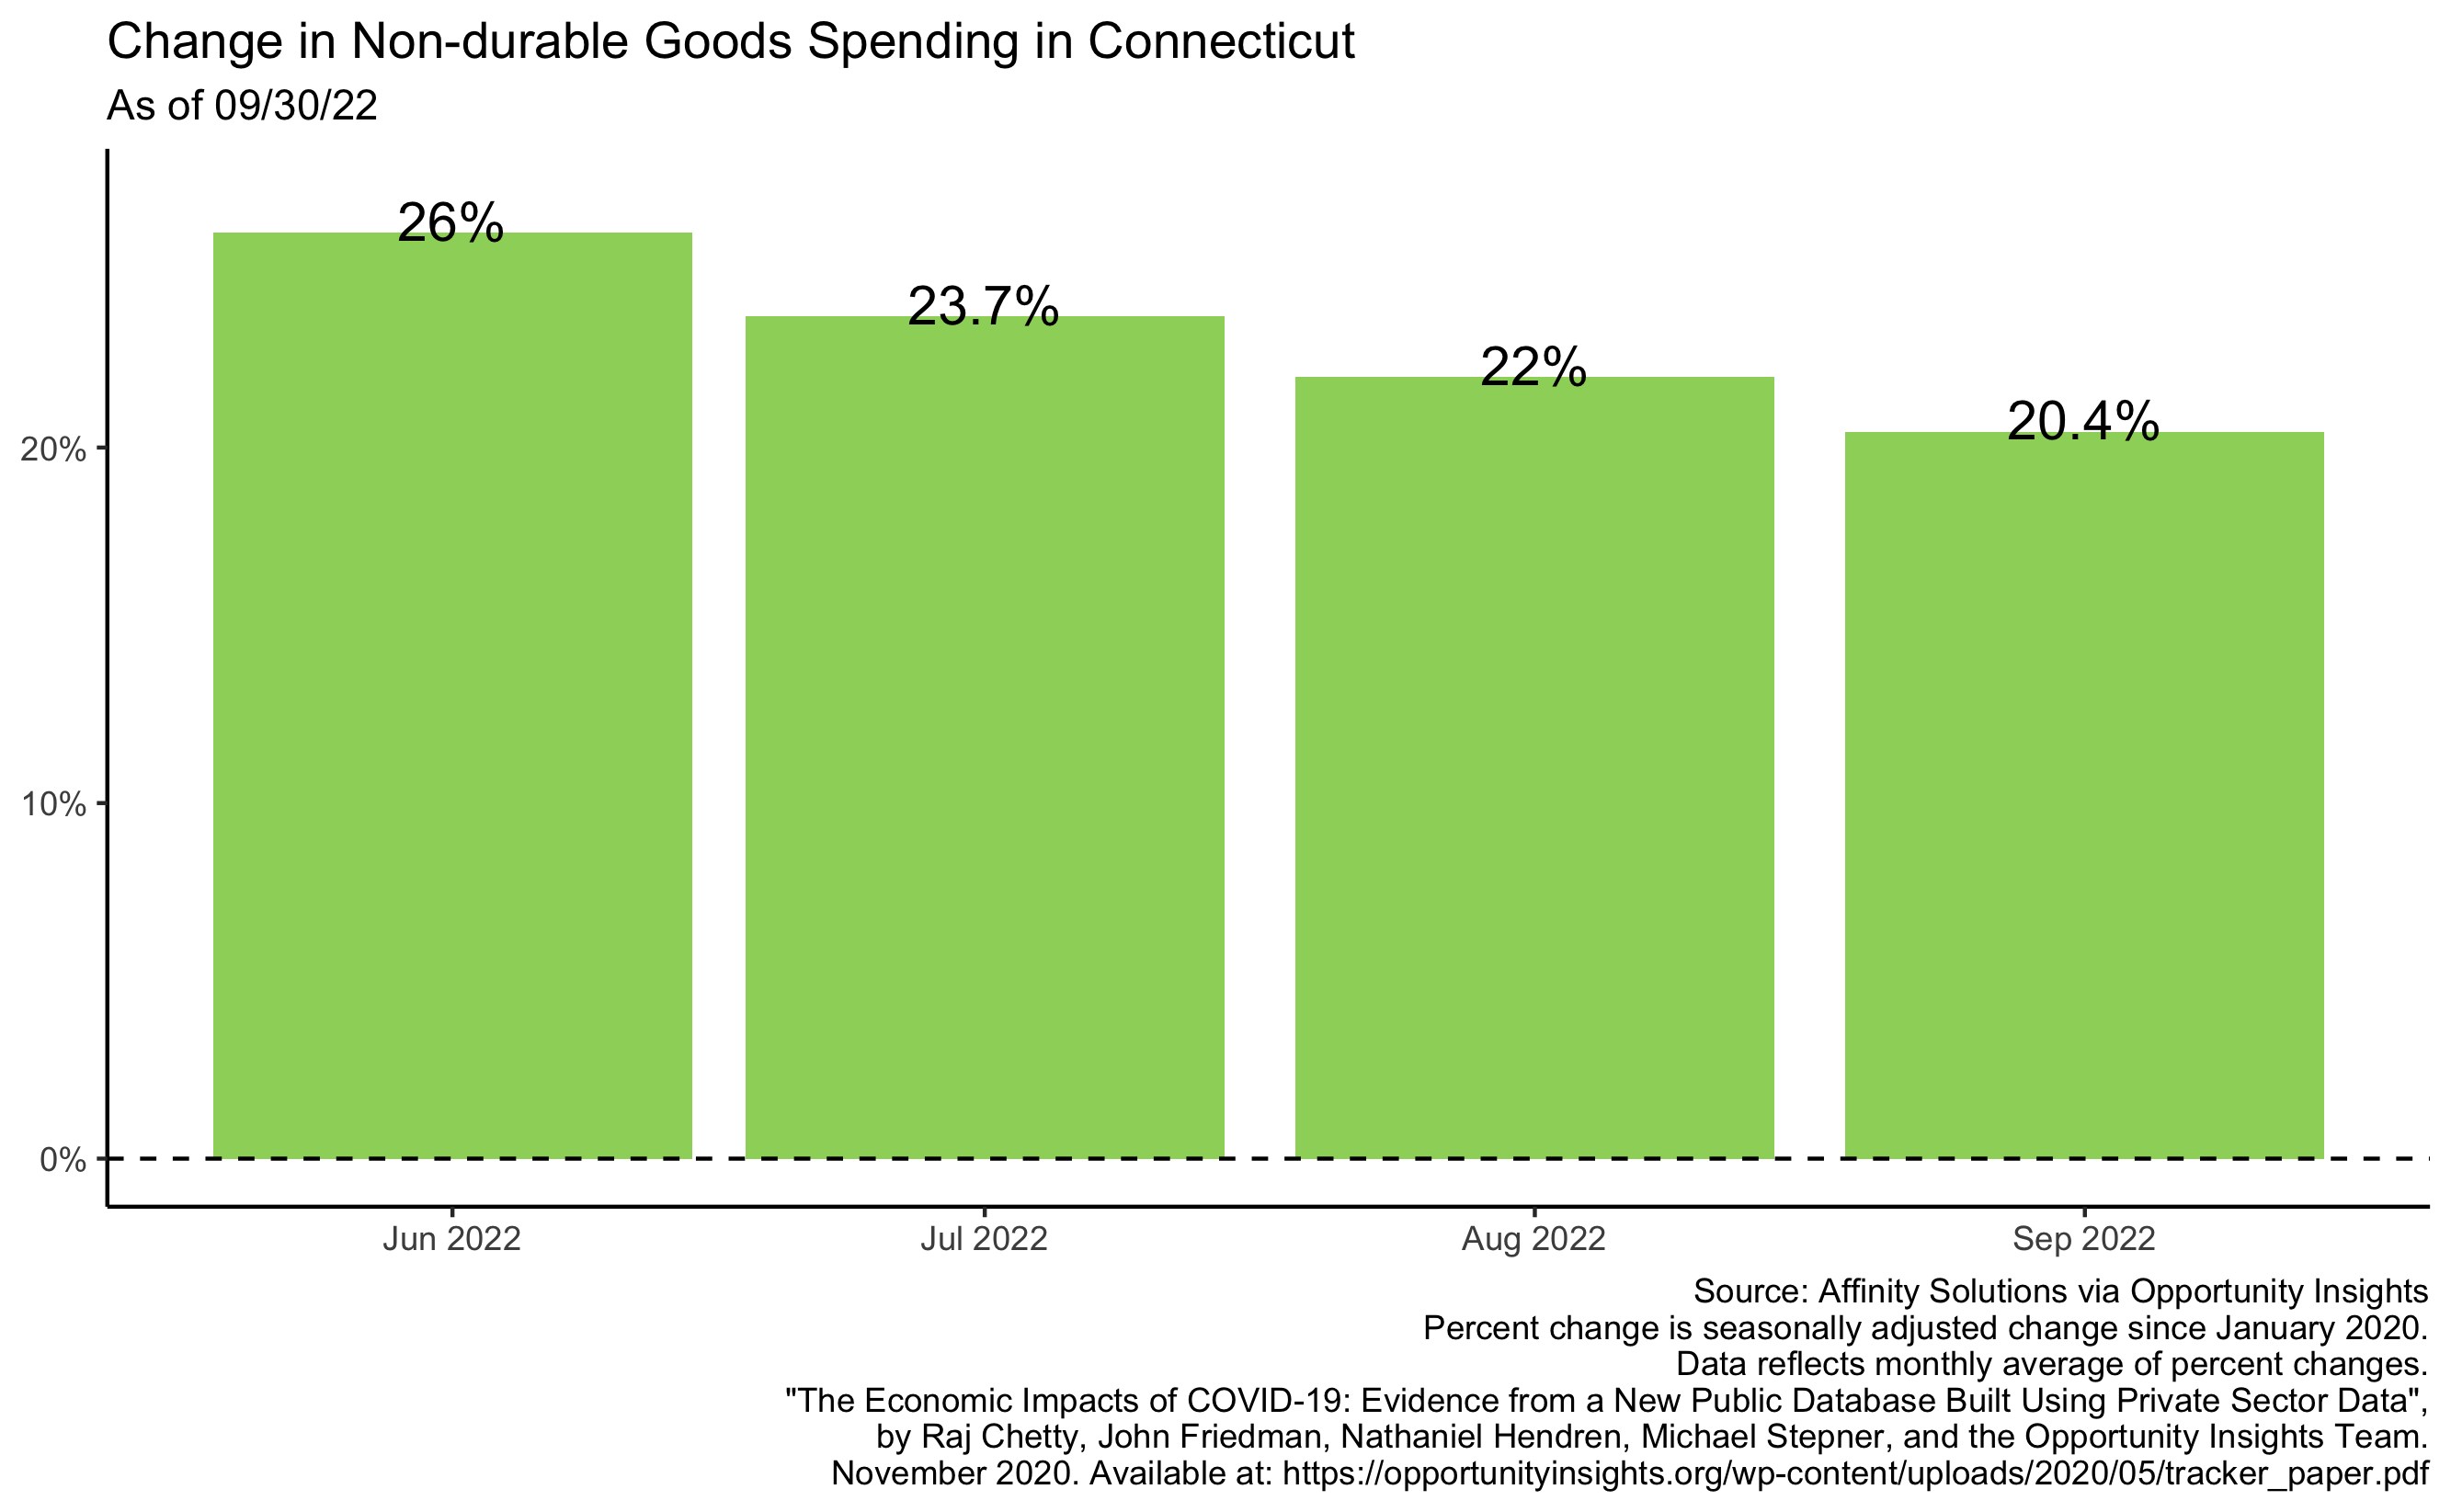 Change in Non-durable Goods Spending in Connecticut
As of 09/30/22
26%
23.7%
22%
20.4%
20%
10%
0%
Jun 2022
Jul 2022
Aug 2022
Sep 2022
Source: Affinity Solutions via Opportunity Insights
Percent change is seasonally adjusted change since January 2020.
Data reflects monthly average of percent changes.
"The Economic Impacts of COVID-19: Evidence from a New Public Database Built Using Private Sector Data",
by Raj Chetty, John Friedman, Nathaniel Hendren, Michael Stepner, and the Opportunity Insights Team.
November 2020. Available at: https://opportunityinsights.org/wp-content/uploads/2020/05/tracker_paper.pdf